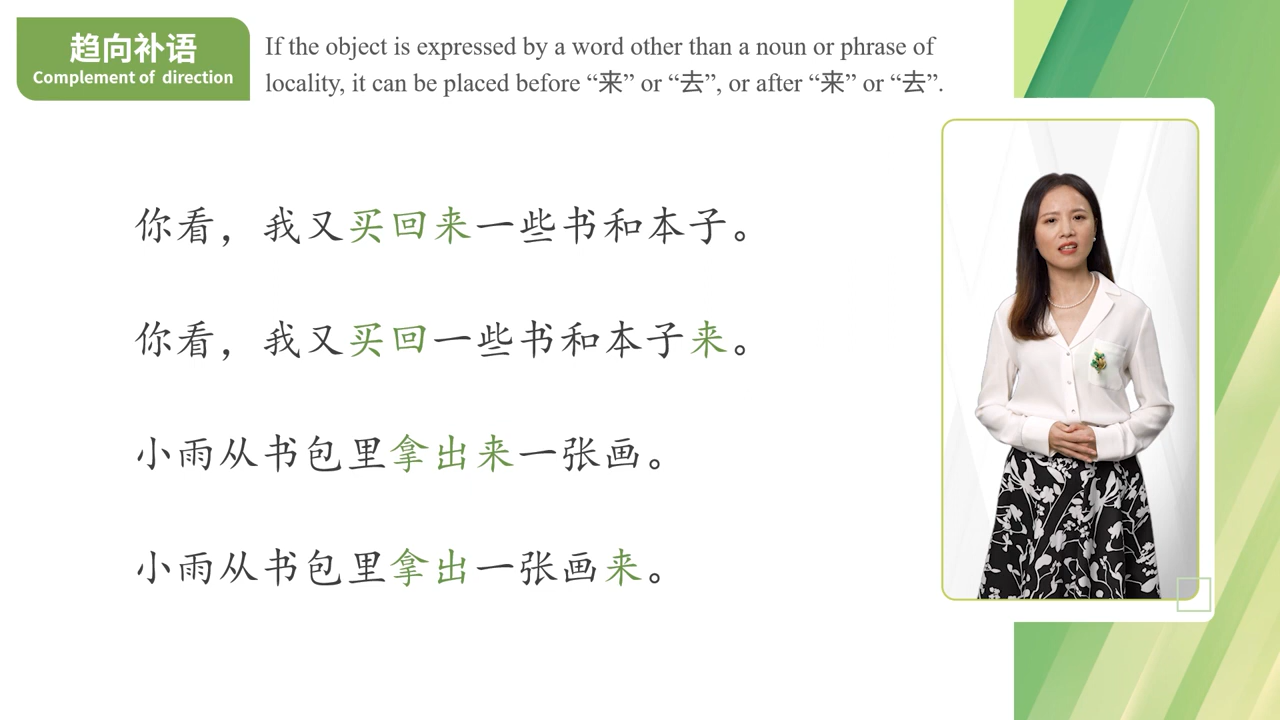 趋向补语
Complement of direction
If the object is expressed by a word other than a noun or phrase of
locality, it can be placed before “来” or “去”, or after “来” or “去”.
你看，我又买回来一些书和本子。
你看，我又买回一些书和本子来。
小雨从书包里拿出来一张画。
小雨从书包里拿出一张画来。